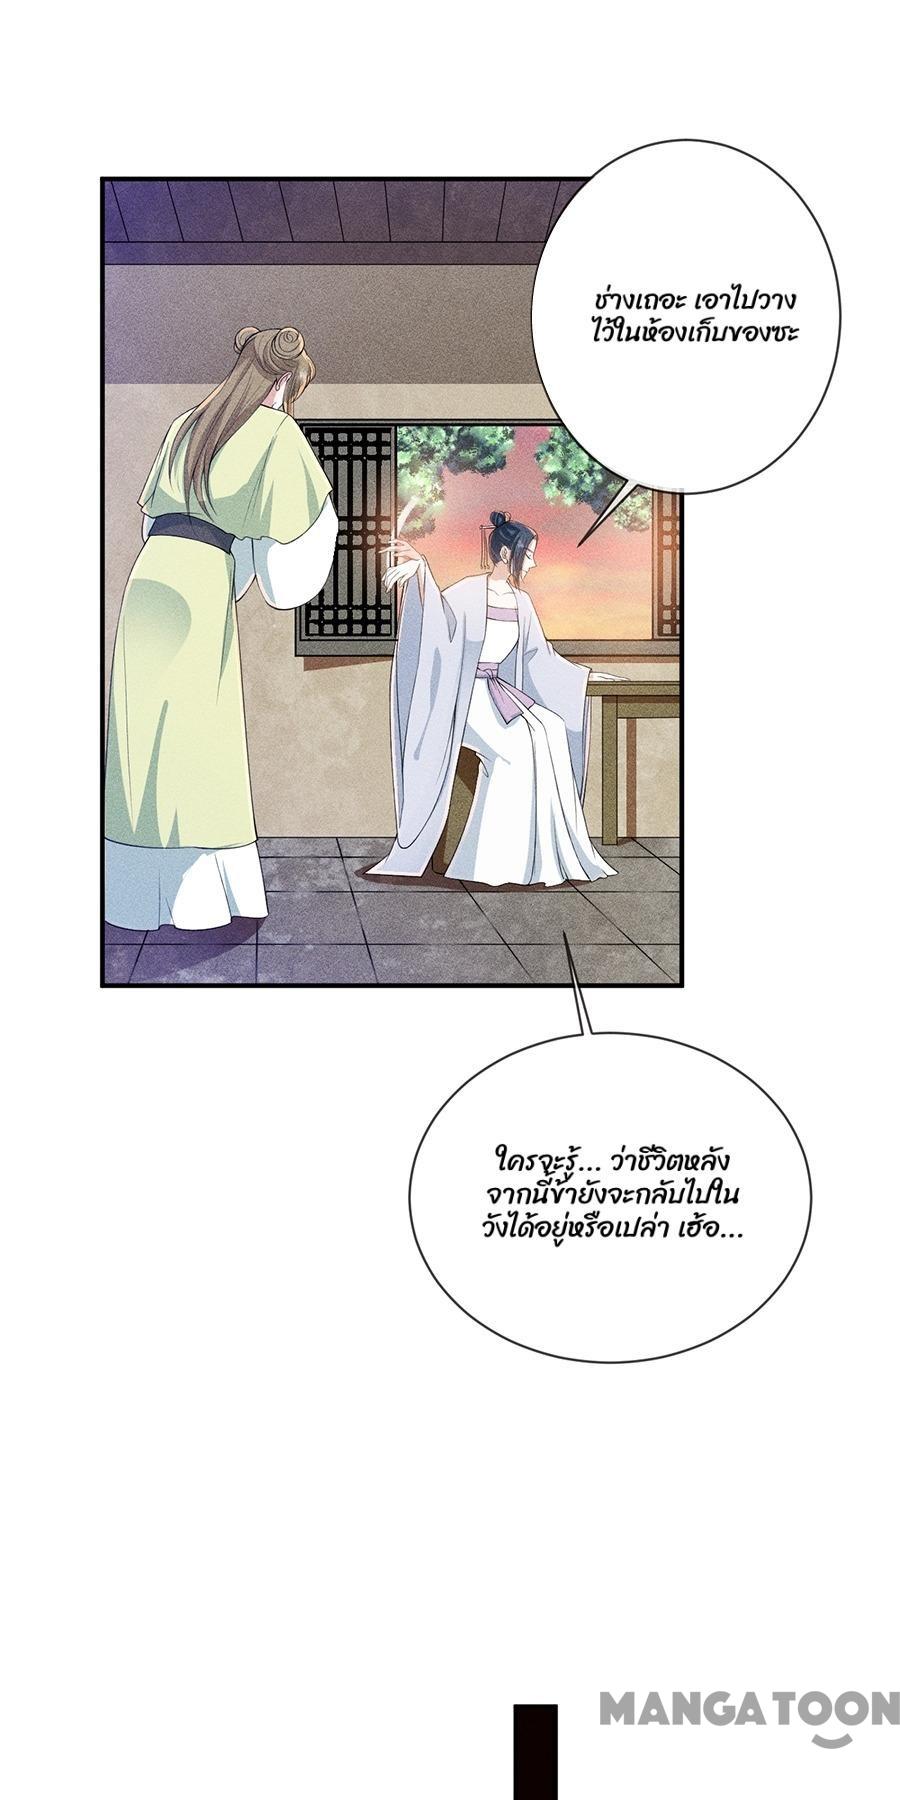 ช่างเถอะ เอาไปวาง
ไว้ในห้องเก็บของซะ
ใครจะรู้... ว่าชีวิตหลัง
จากนี้ข้ายังจะกลับไปใน
วังได้อยู่หรือเปล่า เฮ้อ...
MANGATOON